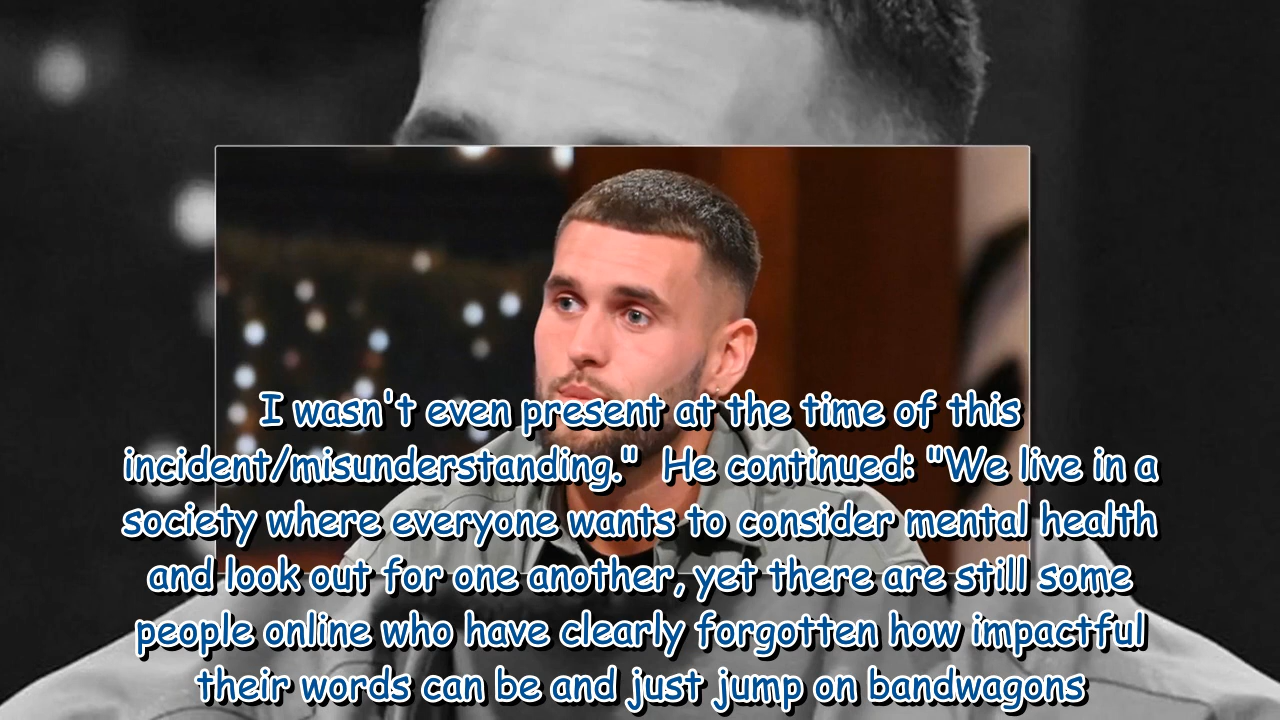 I wasn't even present at the time of this
incident/misunderstanding."  He continued: "We live in a
society where everyone wants to consider mental health
and look out for one another, yet there are still some
people online who have clearly forgotten how impactful
their words can be and just jump on bandwagons